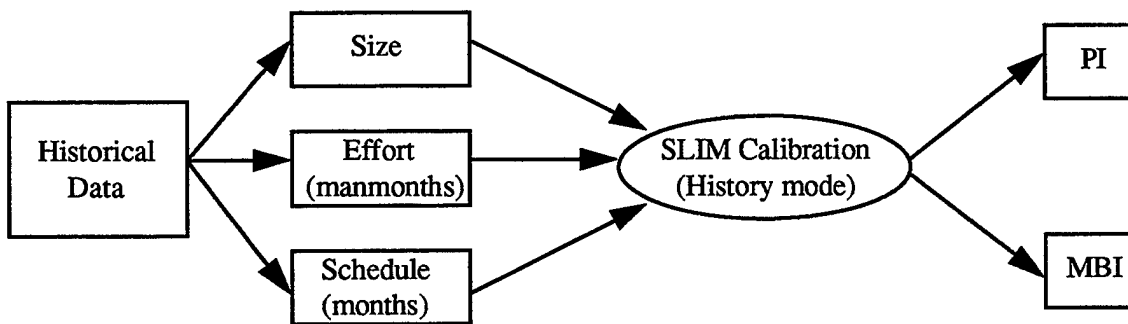 Historical
Data
Size
Effort
(manmonths)
Schedule
(months)
SLIM Calibration
(History mode)
PI
MBI